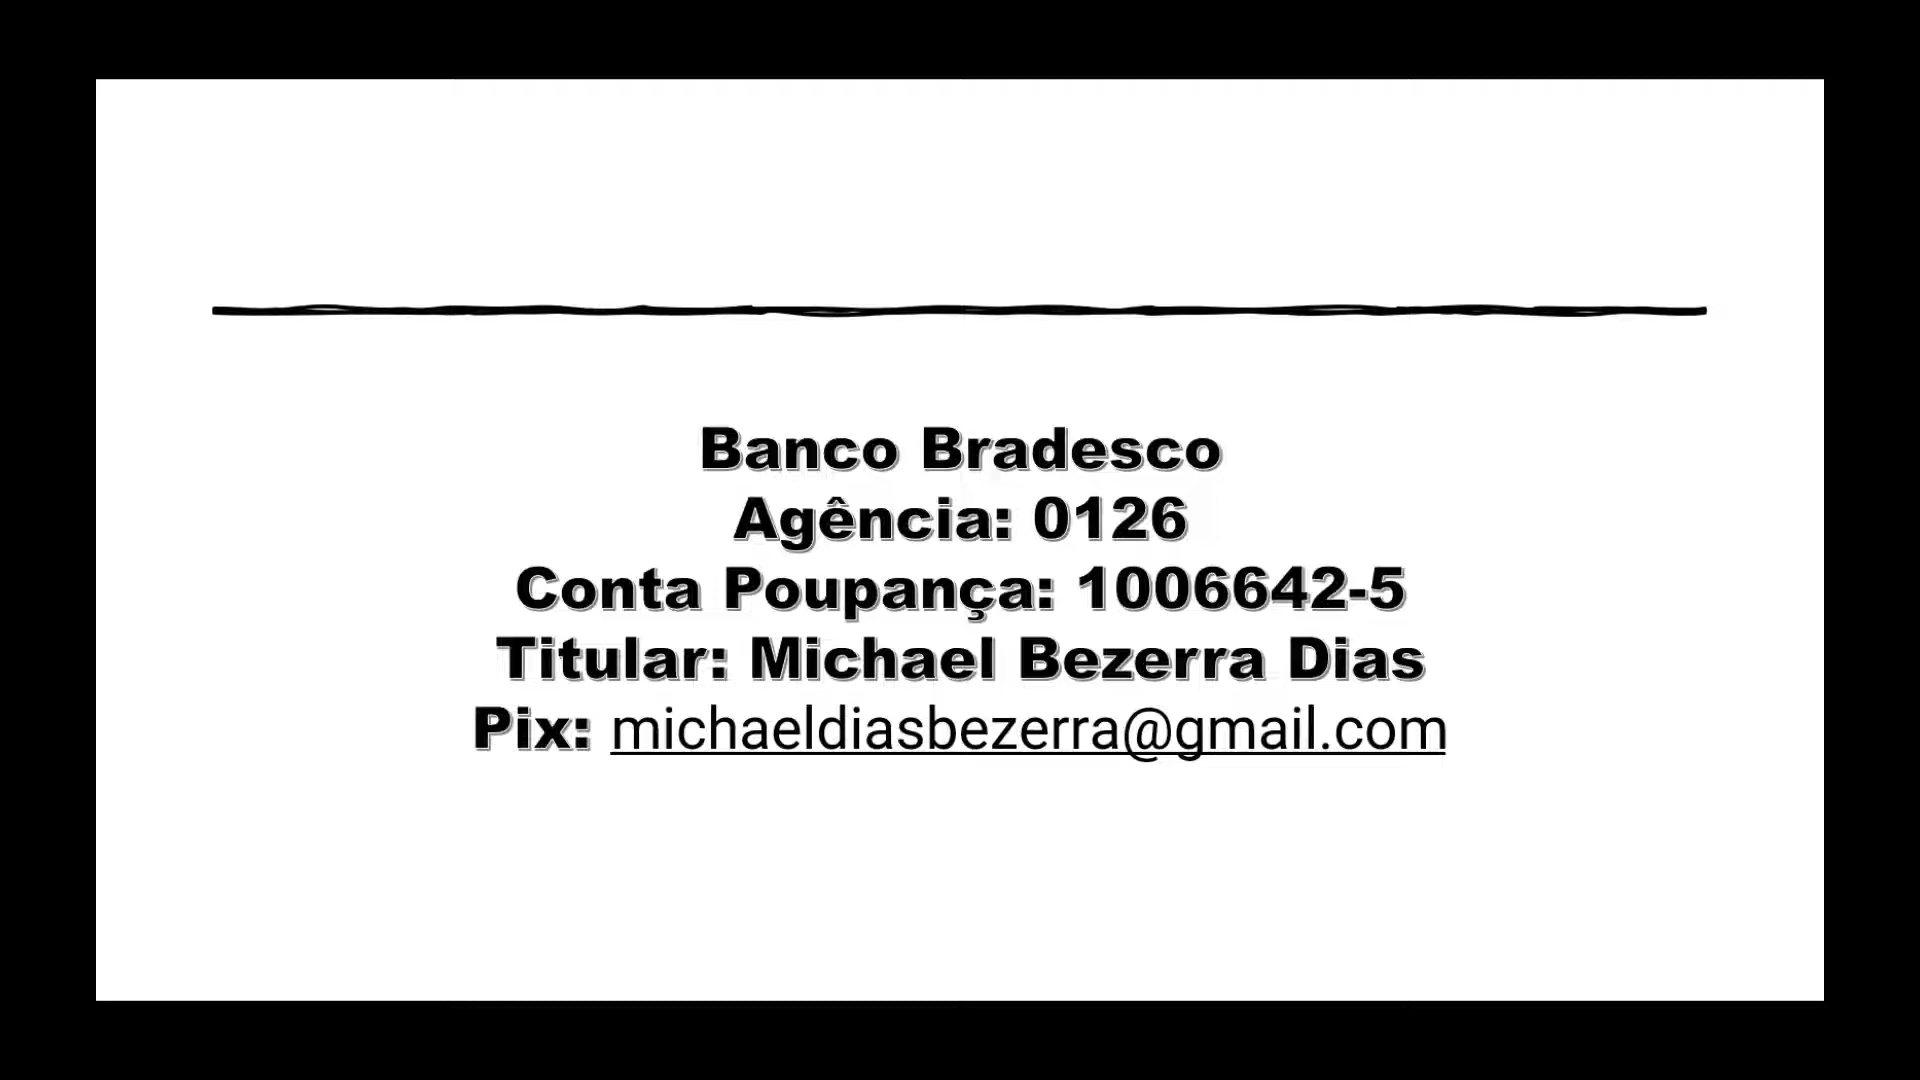 Banco Bradesco
Agência: 0126
Conta Poupança: 1006642-5
Titular: Michael Bezerra Dias
Pix: michaeldiasbezerra@gmail.com